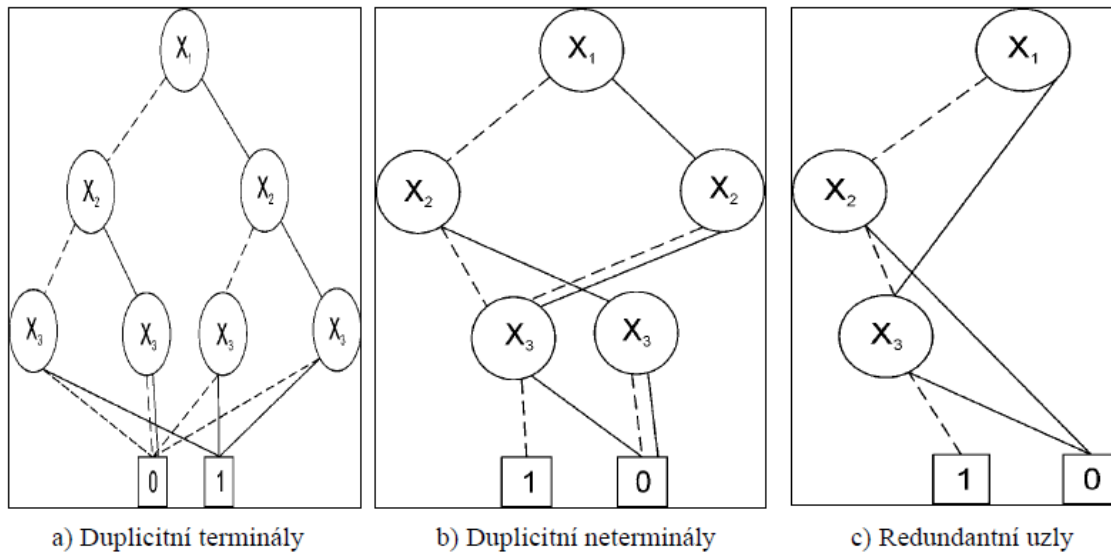 X₁
X₂ X₂
X₃ X₃ X₃ X₃
0 1
a) Duplicitní terminály
X₁
X₂ X₂
X₃ X₃
1 0
b) Duplicitní neterminály
X₁
X₂
X₃
1 0
c) Redundantní uzly